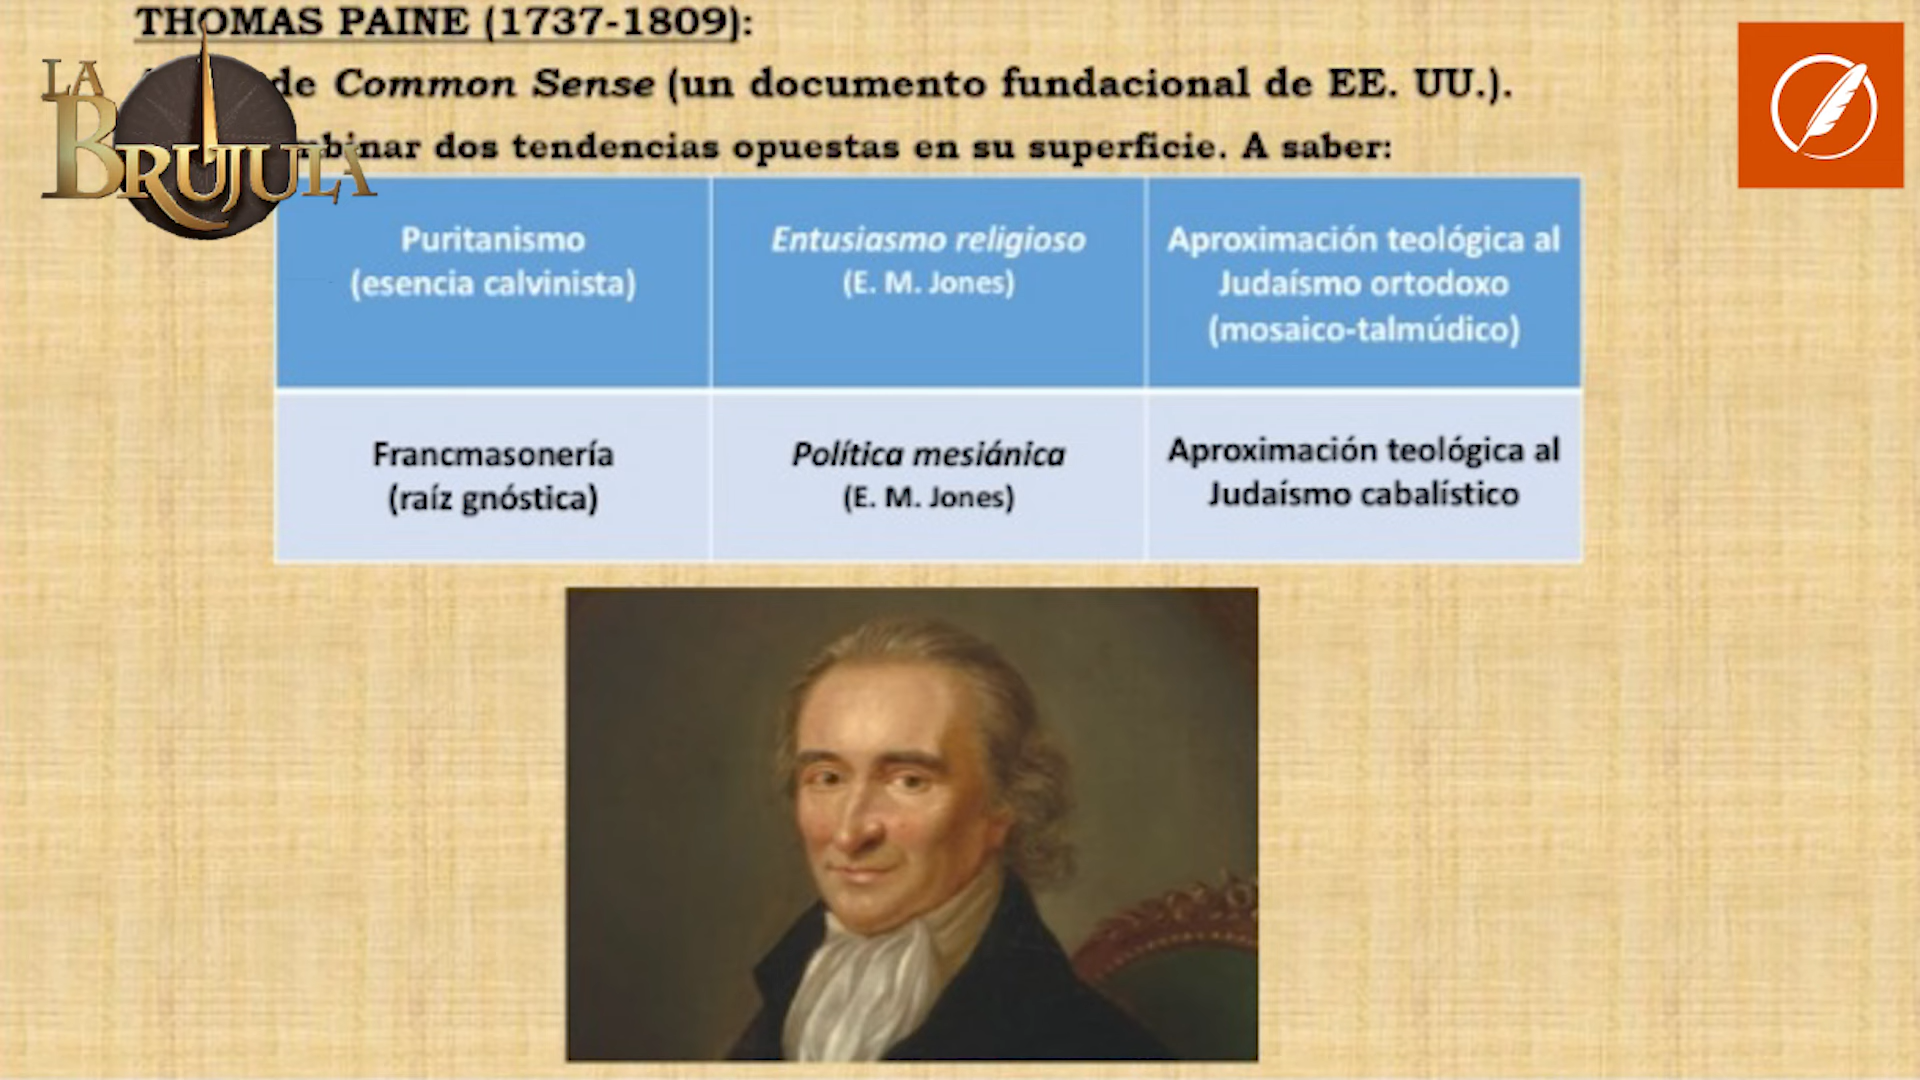 THOMAS PAINE (1737-1809):
de Common Sense (un documento fundacional de EE. UU.).
dos tendencias opuestas en su superficie. A saber:
LA
BRUJULA
Puritanismo
(esencia calvinista)
Entusiasmo religioso
(E. M. Jones)
Aproximación teológica al
Judaísmo ortodoxo
(mosaico-talmúdico)
Francmasonería
(raíz gnóstica)
Política mesiánica
(E. M. Jones)
Aproximación teológica al
Judaísmo cabalístico